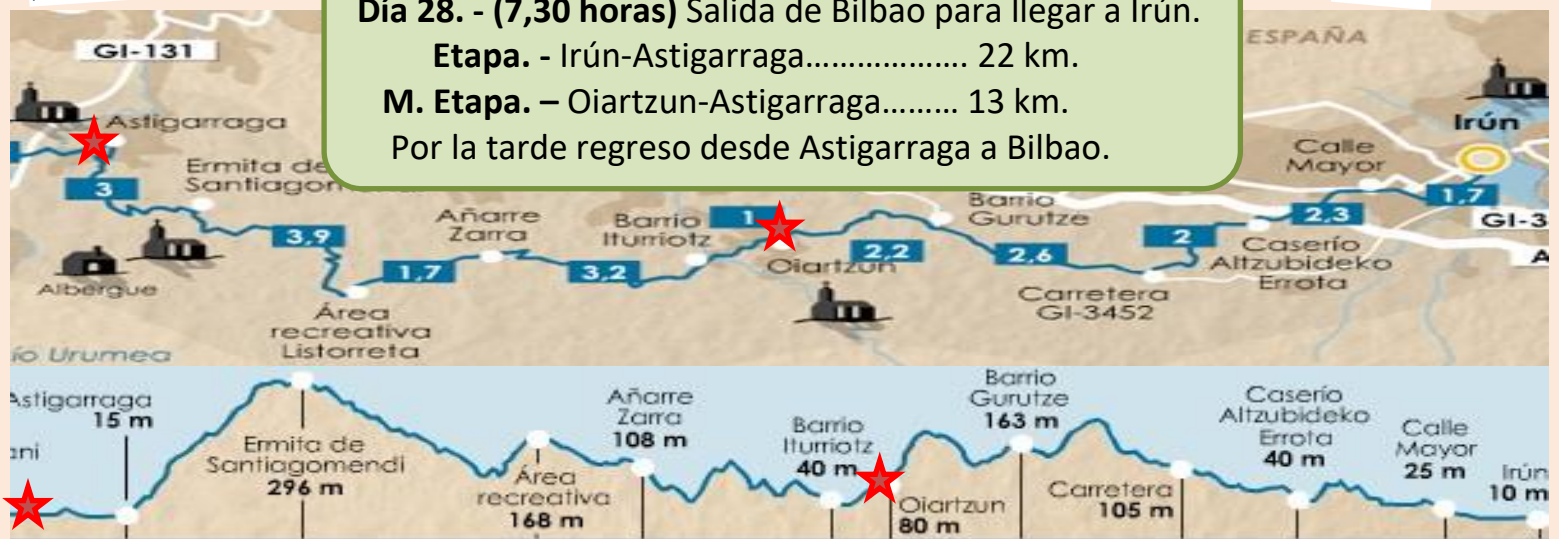 Día 28. - (7,30 horas) Salida de Bilbao para llegar a Irún.
Etapa. - Irún-Astigarraga.................... 22 km.
M. Etapa. – Oiartzun-Astigarraga......... 13 km.
Por la tarde regreso desde Astigarraga a Bilbao.
GI-131
ESPAÑA
Astigarraga
Irún
Calle
Mayor
Ermita de
Santiagomendi
3
3,9
Añarre
Zarra
1,7
3,2
Barrio
Iturriotz
1
Oiartzun
2,2
Barrio
Gurutze
2,6
2
2,3
1,7
GI-3
A
Caserío
Altzubideko
Errota
Carretera
GI-3452
Albergue
Área
recreativa
Listorreta
ío Urumea
Astigarraga
15 m
ani
Ermita de
Santiagomendi
296 m
Área
recreativa
168 m
Añarre
Zarra
108 m
Barrio
Iturriotz
40 m
Oiartzun
80 m
Barrio
Gurutze
163 m
Carretera
105 m
Caserío
Altzubideko
Errota
40 m
Calle
Mayor
25 m
Irún
10 m